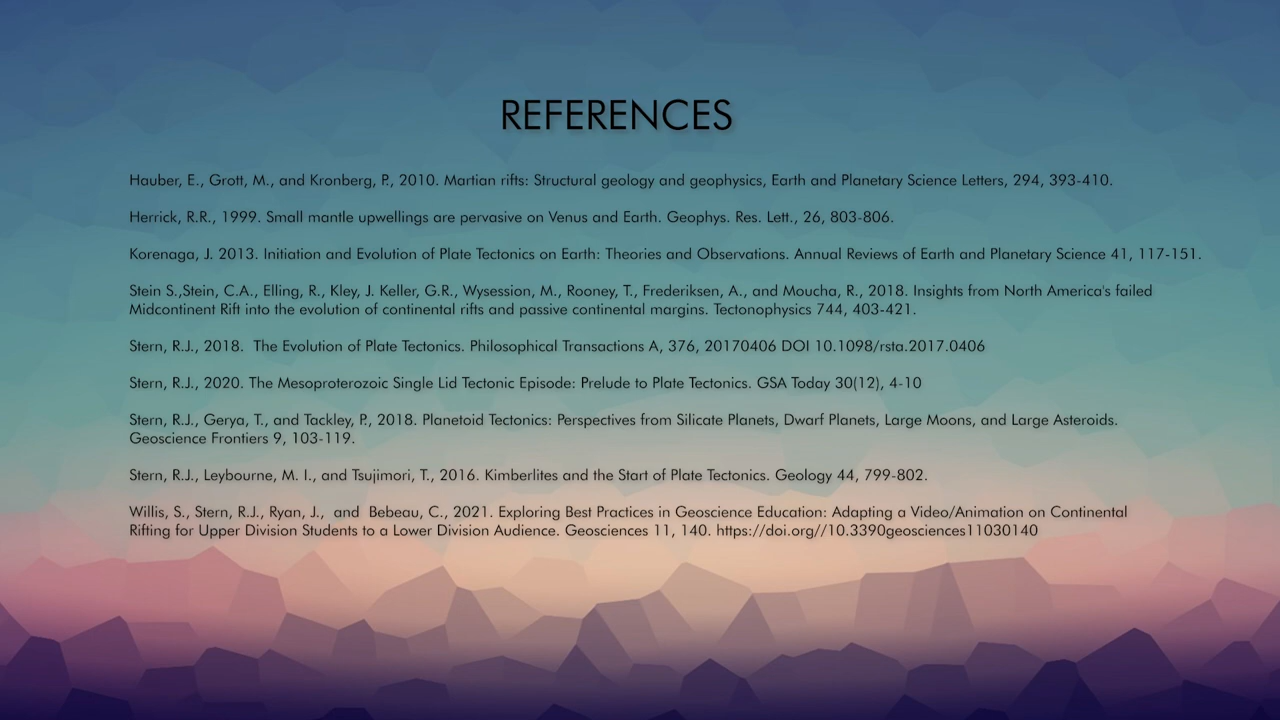 REFERENCES
Hauber, E., Grott, M., and Kronberg, P., 2010. Martian rifts: Structural geology and geophysics, Earth and Planetary Science Letters, 294, 393-410.
Herrick, R.R., 1999. Small mantle upwellings are pervasive on Venus and Earth. Geophys. Res. Lett., 26, 803-806.
Korenaga, J. 2013. Initiation and Evolution of Plate Tectonics on Earth: Theories and Observations. Annual Reviews of Earth and Planetary Science 41, 117-151.
Stein S.,Stein, C.A., Elling, R., Kley, J. Keller, G.R., Wysession, M., Rooney, T., Frederiksen, A., and Moucha, R., 2018. Insights from North America's failed
Midcontinent Rift into the evolution of continental rifts and passive continental margins. Tectonophysics 744, 403-421.
Stern, R.J., 2018.  The Evolution of Plate Tectonics. Philosophical Transactions A, 376, 20170406 DOI 10.1098/rsta.2017.0406
Stern, R.J., 2020. The Mesoproterozoic Single Lid Tectonic Episode: Prelude to Plate Tectonics. GSA Today 30(12), 4-10
Stern, R.J., Gerya, T., and Tackley, P., 2018. Planetoid Tectonics: Perspectives from Silicate Planets, Dwarf Planets, Large Moons, and Large Asteroids.
Geoscience Frontiers 9, 103-119.
Stern, R.J., Leybourne, M. I., and Tsujimori, T., 2016. Kimberlites and the Start of Plate Tectonics. Geology 44, 799-802.
Willis, S., Stern, R.J., Ryan, J.,  and  Bebeau, C., 2021. Exploring Best Practices in Geoscience Education: Adapting a Video/Animation on Continental
Rifting for Upper Division Students to a Lower Division Audience. Geosciences 11, 140. https://doi.org//10.3390geosciences11030140